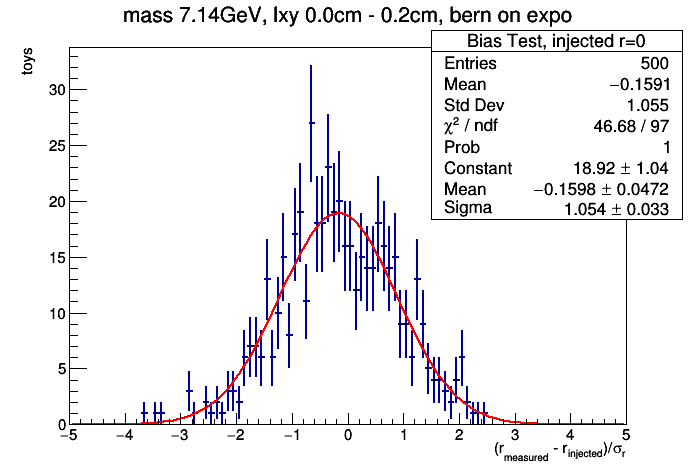 mass 7.14GeV, lxy 0.0cm - 0.2cm, bern on expo
Bias Test, injected r=0
Entries 500
Mean −0.1591
Std Dev 1.055
χ² / ndf 46.68 / 97
Prob 1
Constant 18.92 ± 1.04
Mean −0.1598 ± 0.0472
Sigma 1.054 ± 0.033
toys
30
25
20
15
10
5
0
−5 −4 −3 −2 −1 0 1 2 3 4 5
(r_measured - r_injected)/σ_r